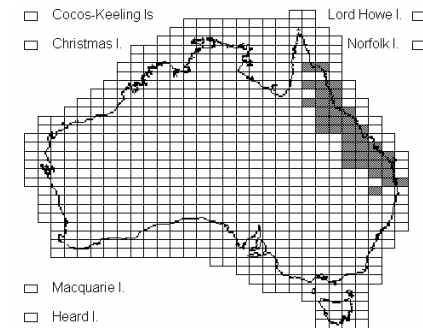 Cocos-Keeling Is
Lord Howe I.
Christmas I.
Norfolk I.
Macquarie I.
Heard I.